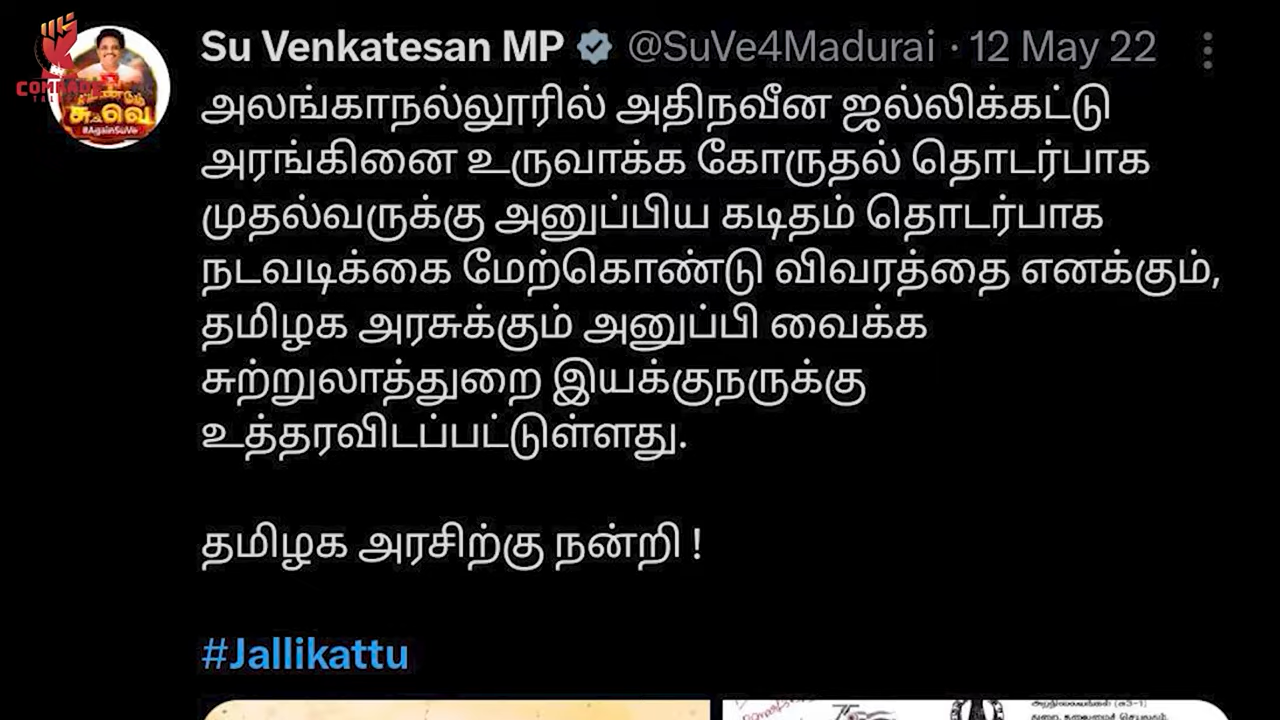 Su Venkatesan MP @SuVe4Madurai · 12 May 22
அலங்காநல்லூரில் அதிநவீன ஜல்லிக்கட்டு
அரங்கினை உருவாக்க கோருதல் தொடர்பாக
முதல்வருக்கு அனுப்பிய கடிதம் தொடர்பாக
நடவடிக்கை மேற்கொண்டு விவரத்தை எனக்கும்,
தமிழக அரசுக்கும் அனுப்பி வைக்க
சுற்றுலாத்துறை இயக்குநருக்கு
உத்தரவிடப்பட்டுள்ளது.
தமிழக அரசிற்கு நன்றி !
#Jallikattu
சு வெ
#AgainSuVe